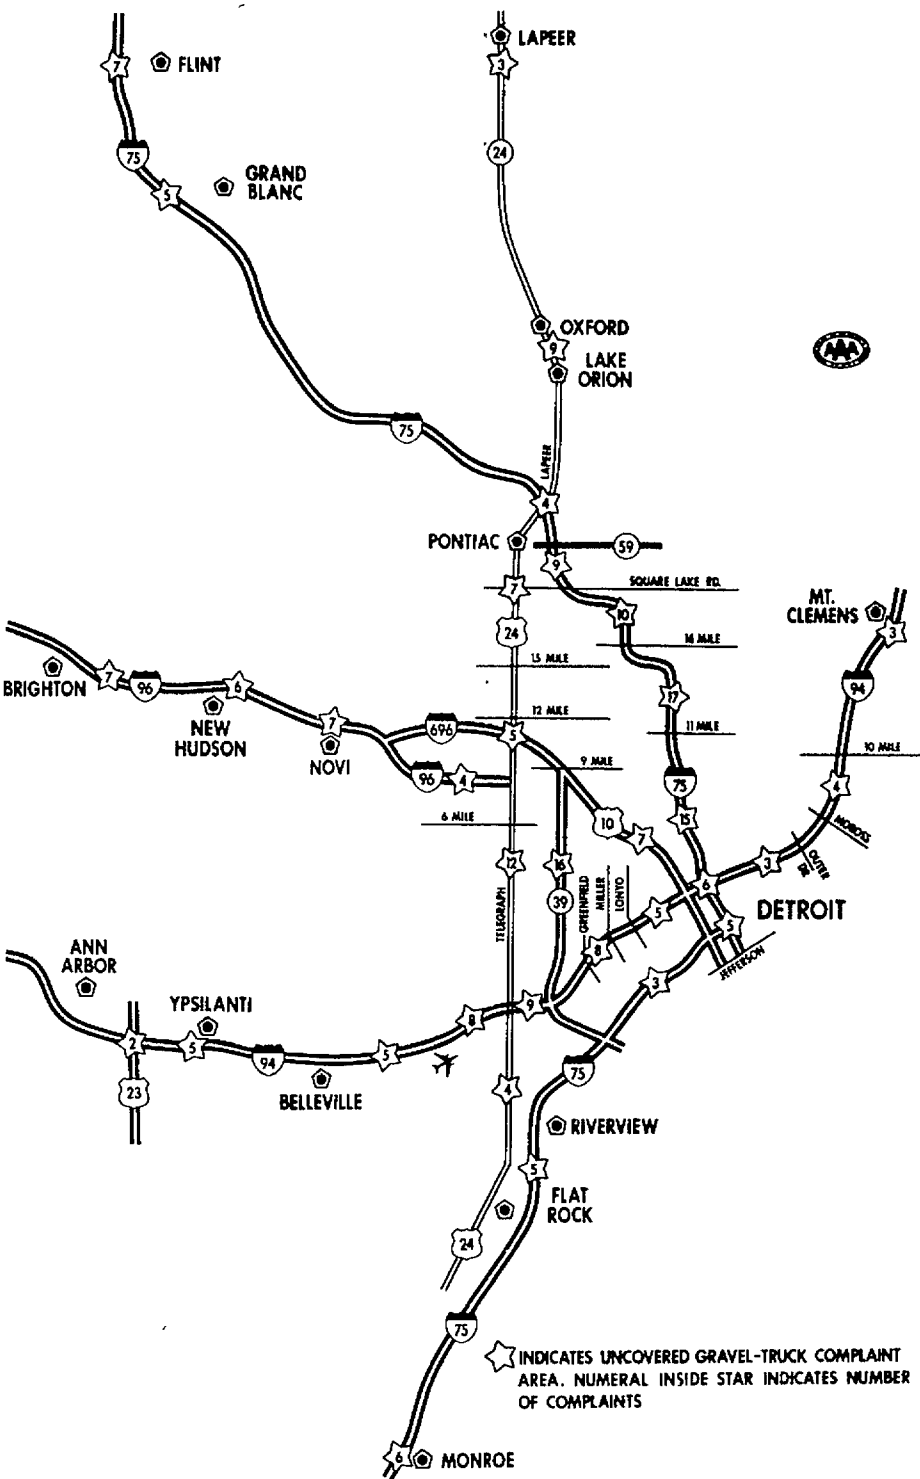 LAPEER
3
7
FLINT
24
75
GRAND
BLANC
5
OXFORD
9
LAKE
ORION
AAA
75
LAPEER
4
PONTIAC
59
9
7
SQUARE LAKE RD.
MT.
CLEMENS
10
3
24
14 MILE
15 MILE
BRIGHTON
7
96
6
94
17
NEW
HUDSON
7
NOVI
12 MILE
696
5
11 MILE
10 MILE
9 MILE
96
4
75
4
6 MILE
10
7
15
MOROSS
OUTER
DR
12
16
3
6
39
GREENFIELD
MILLER
LONYO
5
DETROIT
TELEGRAPH
8
5
JEFFERSON
ANN
ARBOR
3
YPSILANTI
9
8
2
5
94
5
75
23
BELLEVILLE
4
RIVERVIEW
5
FLAT
ROCK
24
75
INDICATES UNCOVERED GRAVEL-TRUCK COMPLAINT
AREA. NUMERAL INSIDE STAR INDICATES NUMBER
OF COMPLAINTS
6
MONROE